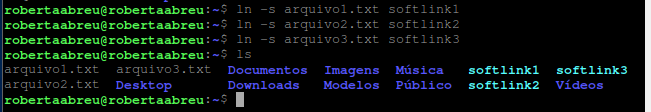 robertaabreu@robertaabreu:~$ ln -s arquivo1.txt softlink1
robertaabreu@robertaabreu:~$ ln -s arquivo2.txt softlink2
robertaabreu@robertaabreu:~$ ln -s arquivo3.txt softlink3
robertaabreu@robertaabreu:~$ ls
arquivo1.txt  arquivo3.txt  Documentos  Imagens  Música   softlink1  softlink3
arquivo2.txt  Desktop       Downloads   Modelos  Público  softlink2  Vídeos
robertaabreu@robertaabreu:~$